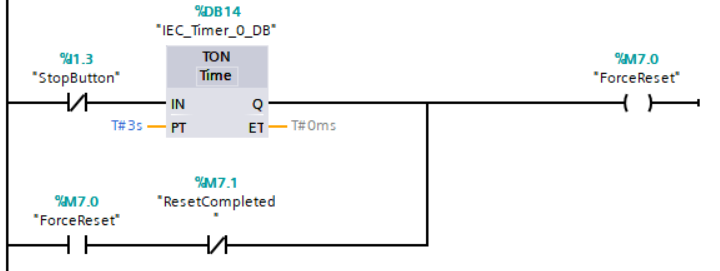 %DB14
"IEC_Timer_0_DB"
%I1.3
"StopButton"
TON
Time
%M7.0
"ForceReset"
IN
Q
T#3s
PT
ET
T#0ms
%M7.0
"ForceReset"
%M7.1
"ResetCompleted
"